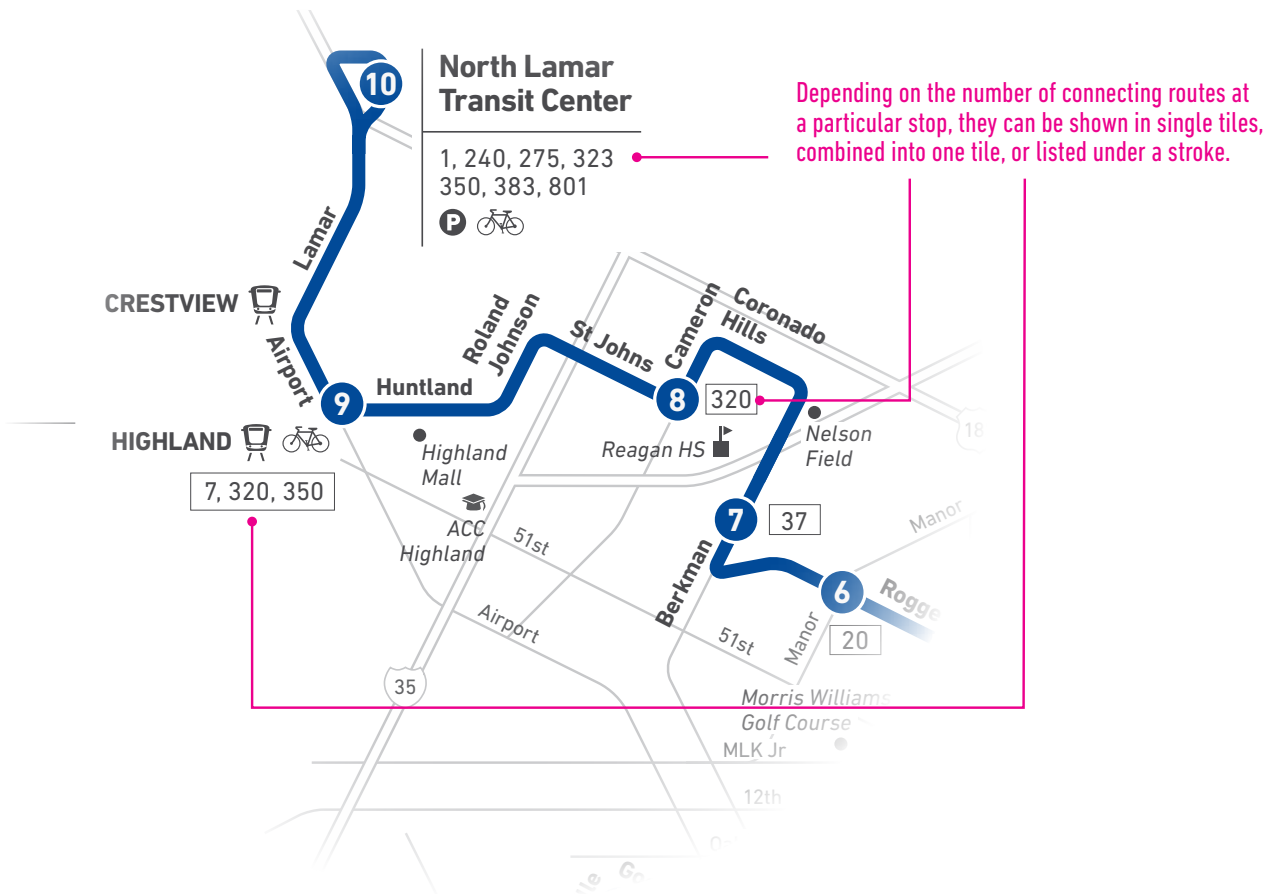 10
North Lamar
Transit Center
1, 240, 275, 323
350, 383, 801
P
Depending on the number of connecting routes at
a particular stop, they can be shown in single tiles,
combined into one tile, or listed under a stroke.
Lamar
CRESTVIEW
Airport
Roland
Johnson
St Johns
Cameron
Coronado
Hills
Huntland
9
8
320
HIGHLAND
Highland
Mall
Reagan HS
Nelson
Field
18
7, 320, 350
ACC
Highland
51st
7
37
Manor
Berkman
6
Rogge
Airport
51st
Manor
20
35
Morris Williams
Golf Course
MLK Jr
12th